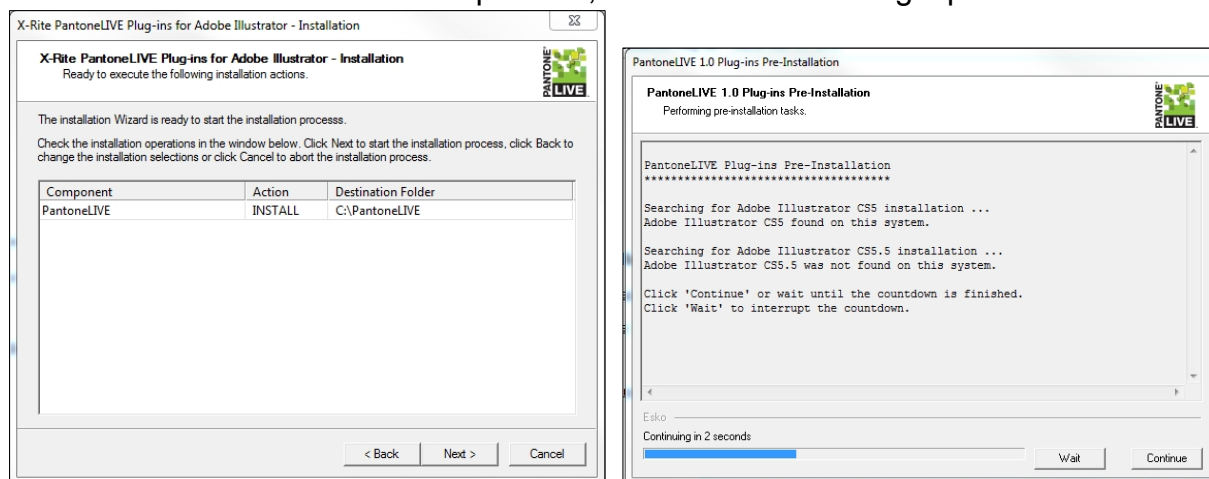 X-Rite PantoneLIVE Plug-ins for Adobe Illustrator - Installation
X-Rite PantoneLIVE Plug-ins for Adobe Illustrator - Installation
Ready to execute the following installation actions.
PANTONE
LIVE
The installation Wizard is ready to start the installation processs.
Check the installation operations in the window below. Click Next to start the installation process, click Back to
change the installation selections or click Cancel to abort the installation process.
Component Action Destination Folder
PantoneLIVE INSTALL C:\PantoneLIVE
< Back Next > Cancel
PantoneLIVE 1.0 Plug-ins Pre-Installation
PantoneLIVE 1.0 Plug-ins Pre-Installation
Performing pre-installation tasks.
PANTONE
LIVE
PantoneLIVE Plug-ins Pre-Installation
*************************************
Searching for Adobe Illustrator CS5 installation ...
Adobe Illustrator CS5 found on this system.
Searching for Adobe Illustrator CS5.5 installation ...
Adobe Illustrator CS5.5 was not found on this system.
Click 'Continue' or wait until the countdown is finished.
Click 'Wait' to interrupt the countdown.
Esko
Continuing in 2 seconds
Wait Continue